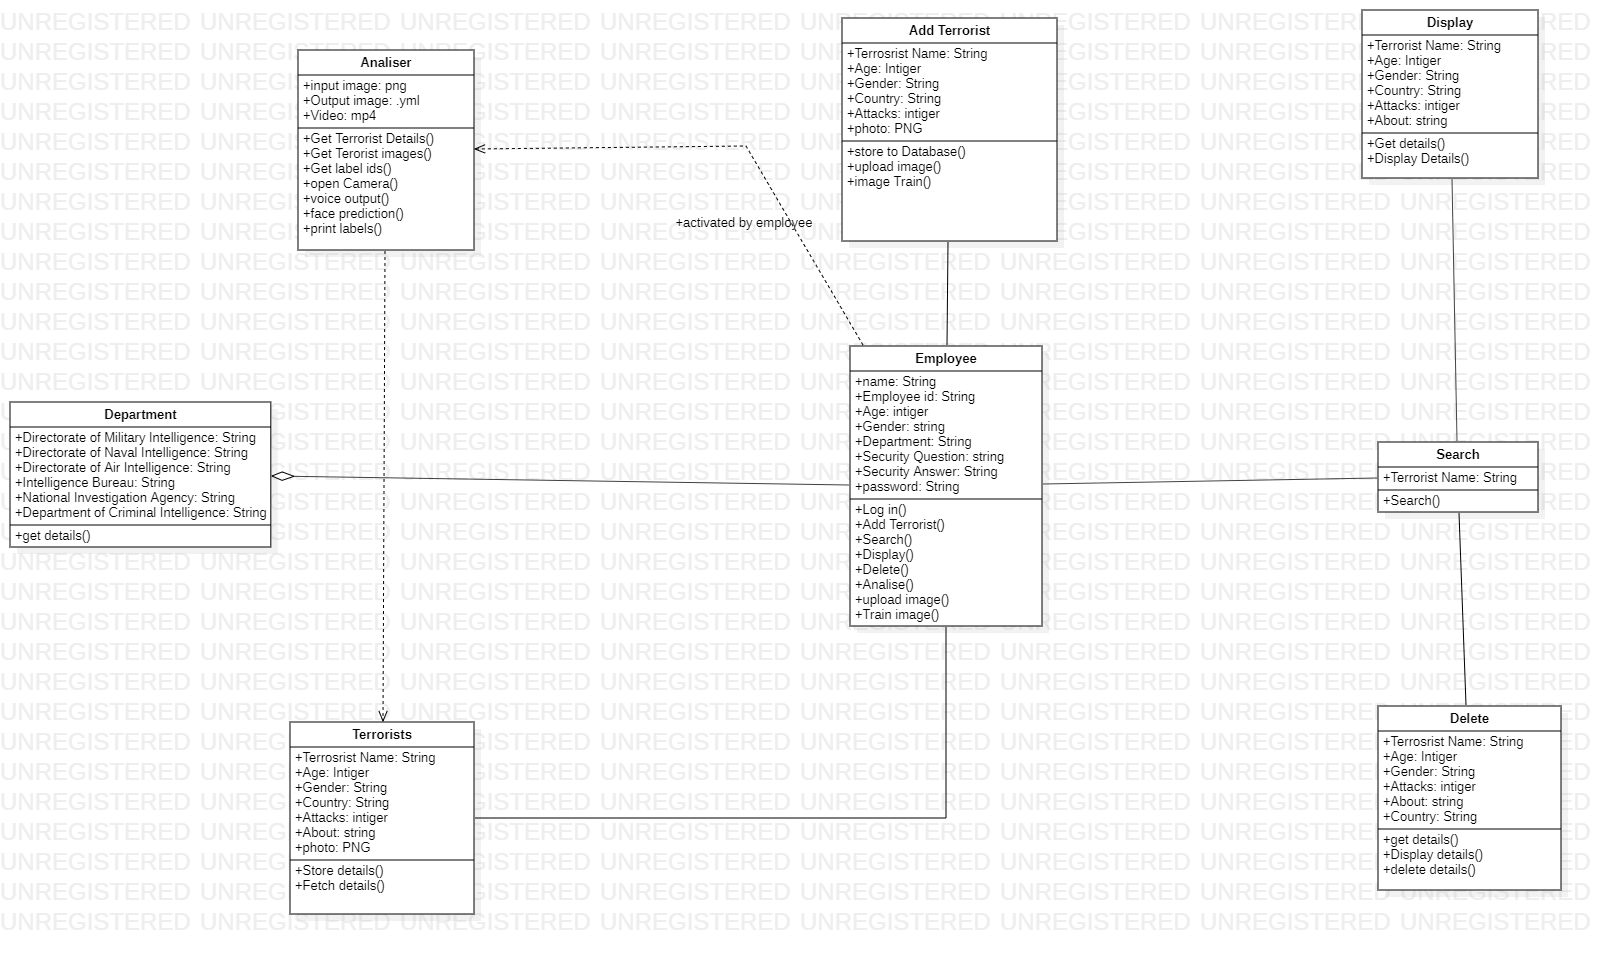 Analiser
+input image: png
+Output image: .yml
+Video: mp4
+Get Terrorist Details()
+Get Terorist images()
+Get label ids()
+open Camera()
+voice output()
+face prediction()
+print labels()
+activated by employee
Add Terrorist
+Terrosrist Name: String
+Age: Intiger
+Gender: String
+Country: String
+Attacks: intiger
+photo: PNG
+store to Database()
+upload image()
+image Train()
Display
+Terrorist Name: String
+Age: Intiger
+Gender: String
+Country: String
+Attacks: intiger
+About: string
+Get details()
+Display Details()
Department
+Directorate of Military Intelligence: String
+Directorate of Naval Intelligence: String
+Directorate of Air Intelligence: String
+Intelligence Bureau: String
+National Investigation Agency: String
+Department of Criminal Intelligence: String
+get details()
Employee
+name: String
+Employee id: String
+Age: intiger
+Gender: string
+Department: String
+Security Question: string
+Security Answer: String
+password: String
+Log in()
+Add Terrorist()
+Search()
+Display()
+Delete()
+Analise()
+upload image()
+Train image()
Search
+Terrorist Name: String
+Search()
Terrorists
+Terrosrist Name: String
+Age: Intiger
+Gender: String
+Country: String
+Attacks: intiger
+About: string
+photo: PNG
+Store details()
+Fetch details()
Delete
+Terrosrist Name: String
+Age: Intiger
+Gender: String
+Attacks: intiger
+About: string
+Country: String
+get details()
+Display details()
+delete details()
UNREGISTERED